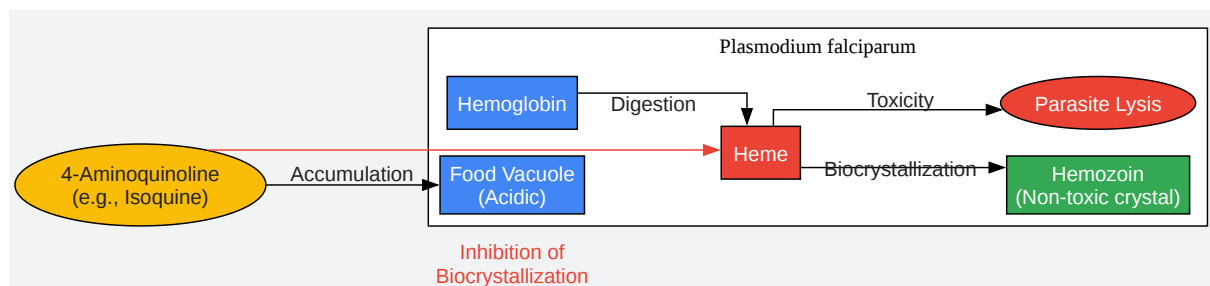 Plasmodium falciparum
Hemoglobin
Digestion
Toxicity
Parasite Lysis
Heme
4-Aminoquinoline
(e.g., Isoquine)
Accumulation
Food Vacuole
(Acidic)
Biocrystallization
Hemozoin
(Non-toxic crystal)
Inhibition of
Biocrystallization